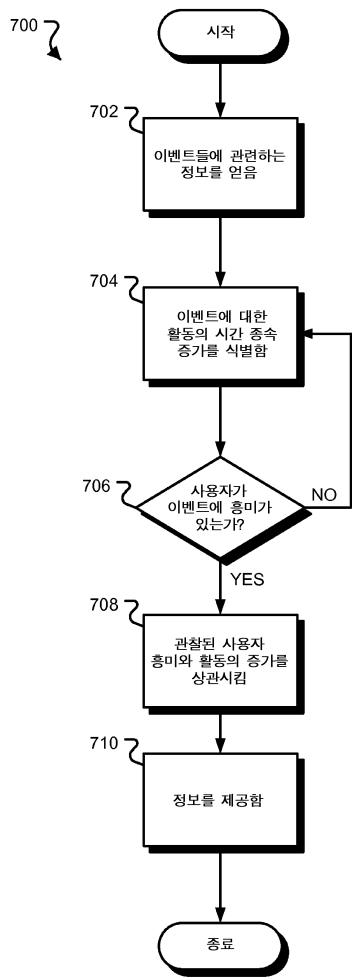 700
시작
702
이벤트들에 관련하는
정보를 얻음
704
이벤트에 대한
활동의 시간 종속
증가를 식별함
706
사용자가
이벤트에 흥미가
있는가?
NO
YES
708
관찰된 사용자
흥미와 활동의 증가를
상관시킴
710
정보를 제공함
종료